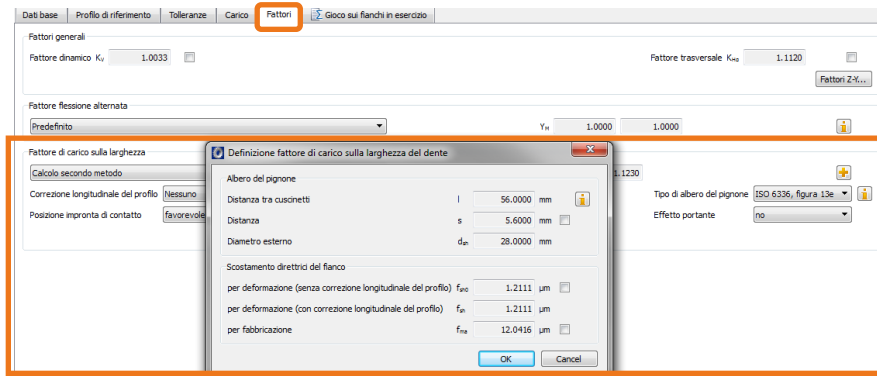 Dati base Profilo di riferimento Tolleranze Carico Fattori Gioco sui fianchi in esercizio
Fattori generali
Fattore dinamico Kv 1.0033 Fattore trasversale KHα 1.1120
Fattori Z-Y...
Fattore flessione alternata
Predefinito YM 1.0000 1.0000
Fattore di carico sulla larghezza
Calcolo secondo metodo 1.1230
Correzione longitudinale del profilo Nessuno Tipo di albero del pignone ISO 6336, figura 13e
Posizione impronta di contatto favorevole Effetto portante no
Definizione fattore di carico sulla larghezza del dente
Albero del pignone
Distanza tra cuscinetti l 56.0000 mm
Distanza s 5.6000 mm
Diametro esterno dsh 28.0000 mm
Scostamento direttrici del fianco
per deformazione (senza correzione longitudinale del profilo) fsh0 1.2111 μm
per deformazione (con correzione longitudinale del profilo) fsh 1.2111 μm
per fabbricazione fma 12.0416 μm
OK Cancel